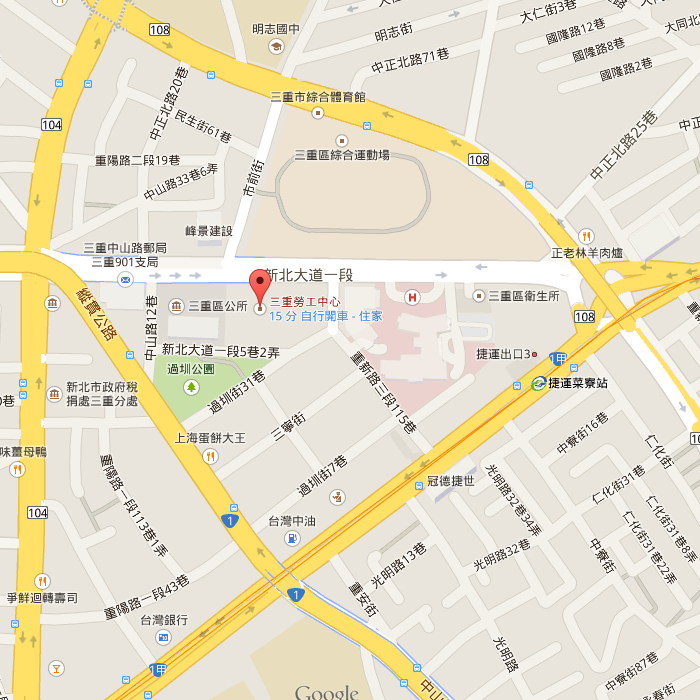 明志國中
108
明志街
大仁街3巷
大同北
國隆路12巷
國隆路8巷
國隆路2巷
中正北路71巷
中正北路20巷
三重市綜合體育館
104
民生街61巷
中正北路25巷
中正
三重區綜合運動場
108
重陽路二段19巷
中山路33巷6弄
市前街
峰景建設
正老林羊肉爐
三重中山路郵局
三重901支局
新北大道一段
H
縱貫公路
中山路12巷
三重區公所
三重勞工中心
15 分 自行開車 - 住家
三重區衛生所
108
新北大道一段5巷2弄
捷運出口3
1甲
過圳公園
重新路三段115巷
捷運菜寮站
新北市政府稅
捐處三重分處
過圳街31巷
0巷
三寧街
中寮街16巷
仁化街
10
上海蛋餅大王
味薑母鴨
重陽路一段113巷1弄
過圳街7巷
冠德捷世
光明路32巷34弄
仁化街31巷
仁化街31巷8弄
仁化街31巷22弄
104
1
台灣中油
光明路13巷
光明路32巷
中寮街
爭鮮迴轉壽司
重陽路一段43巷
1
重安街
台灣銀行
光明路
中寮街87巷
1甲
中山
永春街
Google